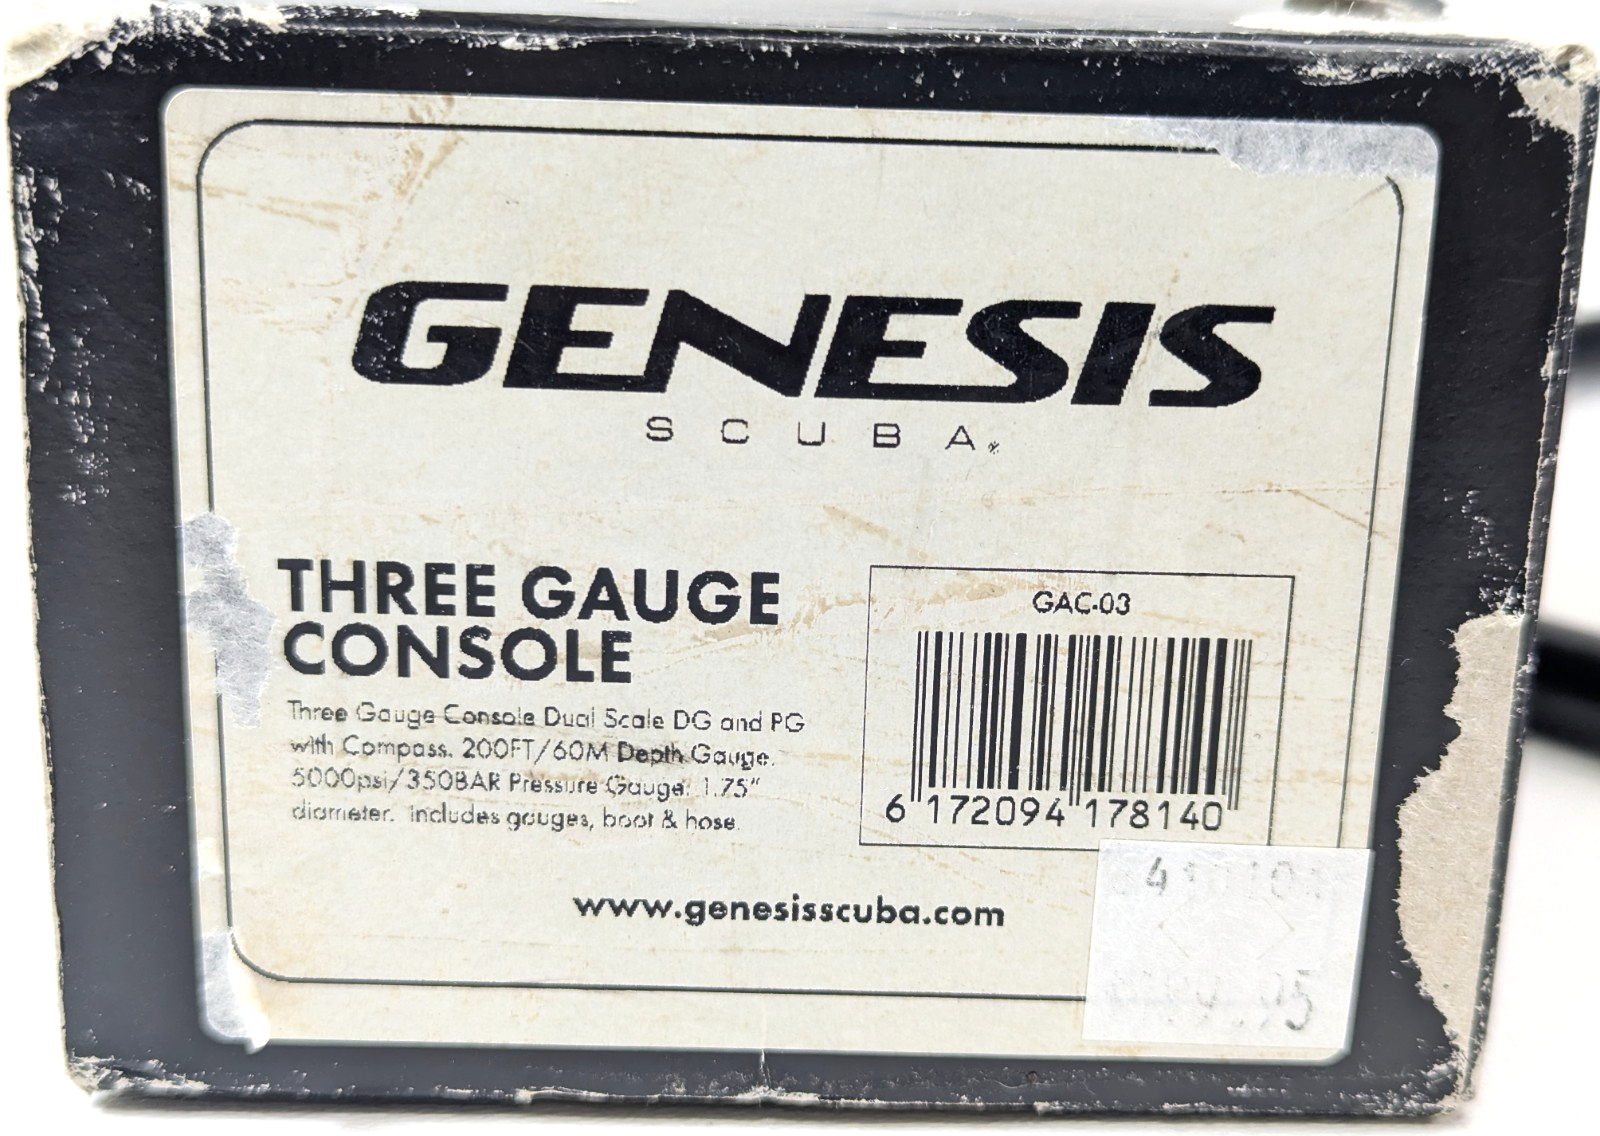 GENESIS
SCUBA
THREE GAUGE
CONSOLE
Three Gauge Console Dual Scale DG and PG
with Compass. 200FT/60M Depth Gauge.
5000psi/350BAR Pressure Gauge. 1.75"
diameter. Includes gauges, boot & hose.
GAC-03
6 172094 178140
www.genesisscuba.com